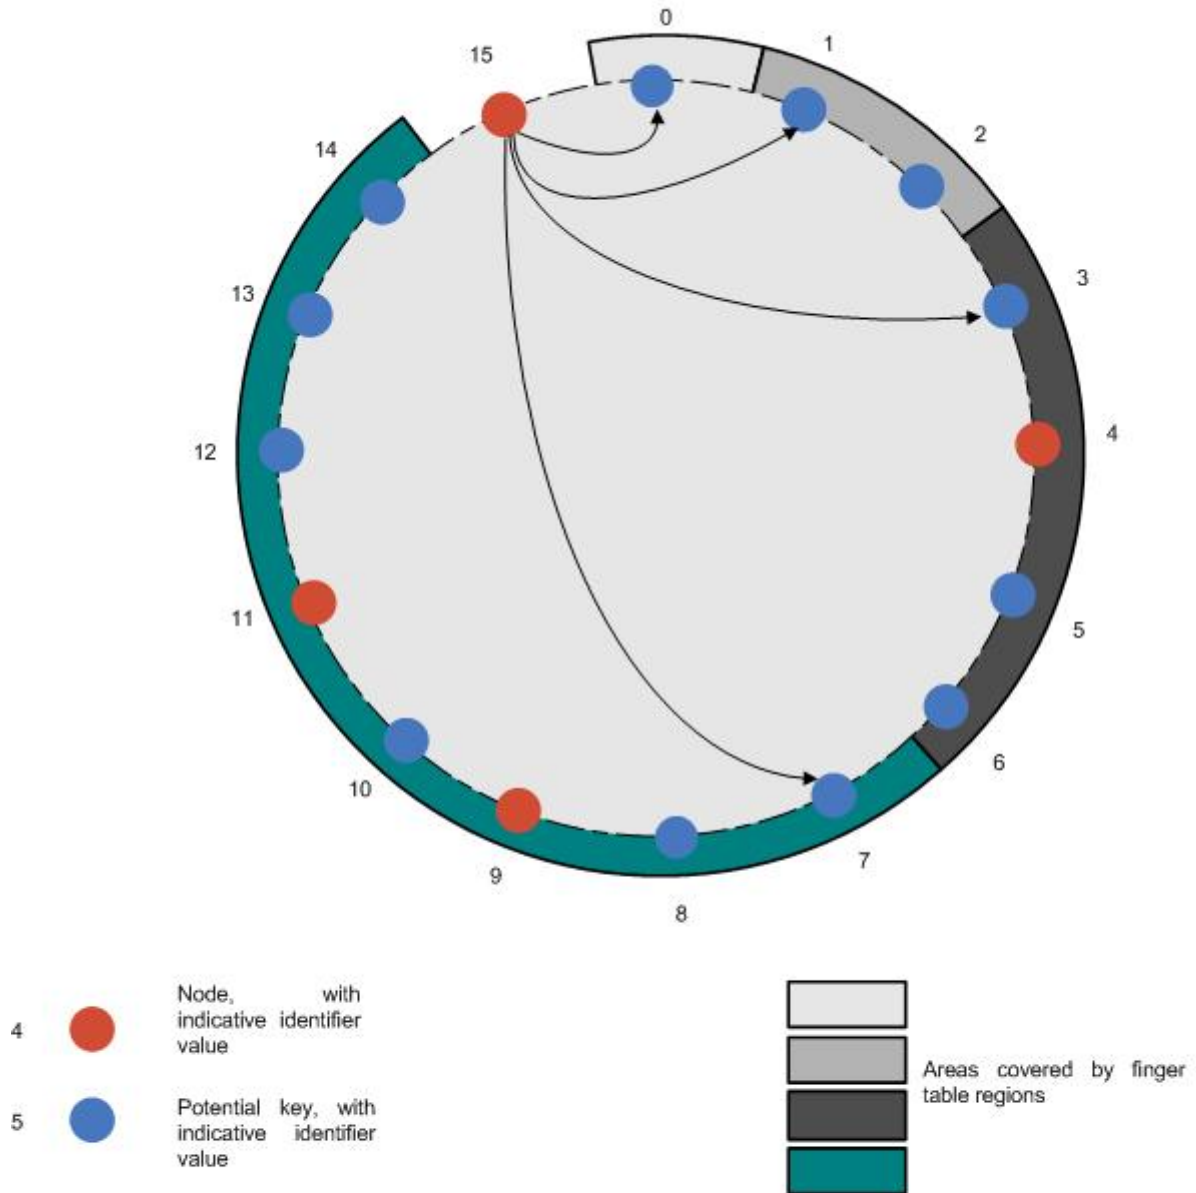 0
1
15
2
14
3
13
4
12
11
5
6
10
7
9
8
Node, with
indicative identifier
value
4
Potential key, with
indicative identifier
value
5
Areas covered by finger
table regions